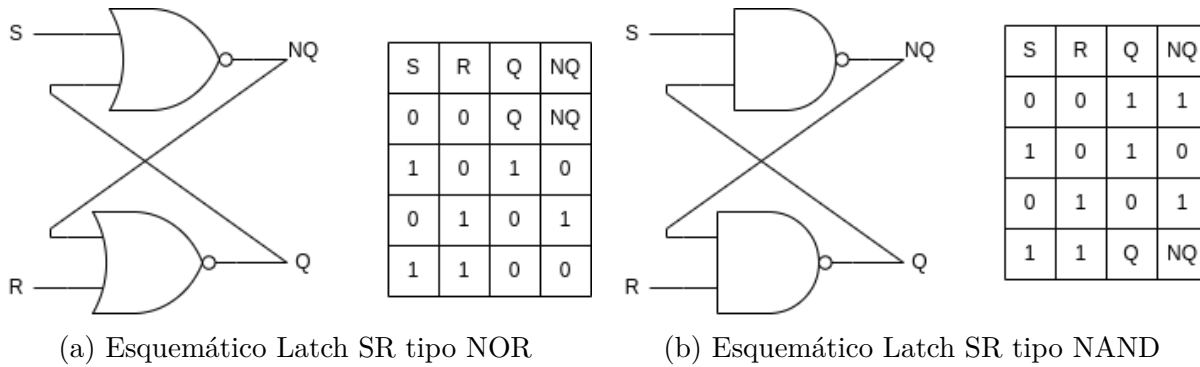 S
NQ
R
Q
S R Q NQ
0 0 Q NQ
1 0 1 0
0 1 0 1
1 1 0 0
(a) Esquemático Latch SR tipo NOR
S
NQ
R
Q
S R Q NQ
0 0 1 1
1 0 1 0
0 1 0 1
1 1 Q NQ
(b) Esquemático Latch SR tipo NAND